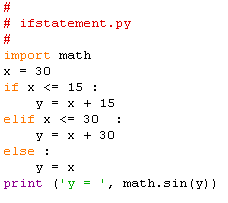 #
# ifstatement.py
#
import math
x = 30
if x <= 15 :
    y = x + 15
elif x <= 30  :
    y = x + 30
else :
    y = x
print ('y = ', math.sin(y))